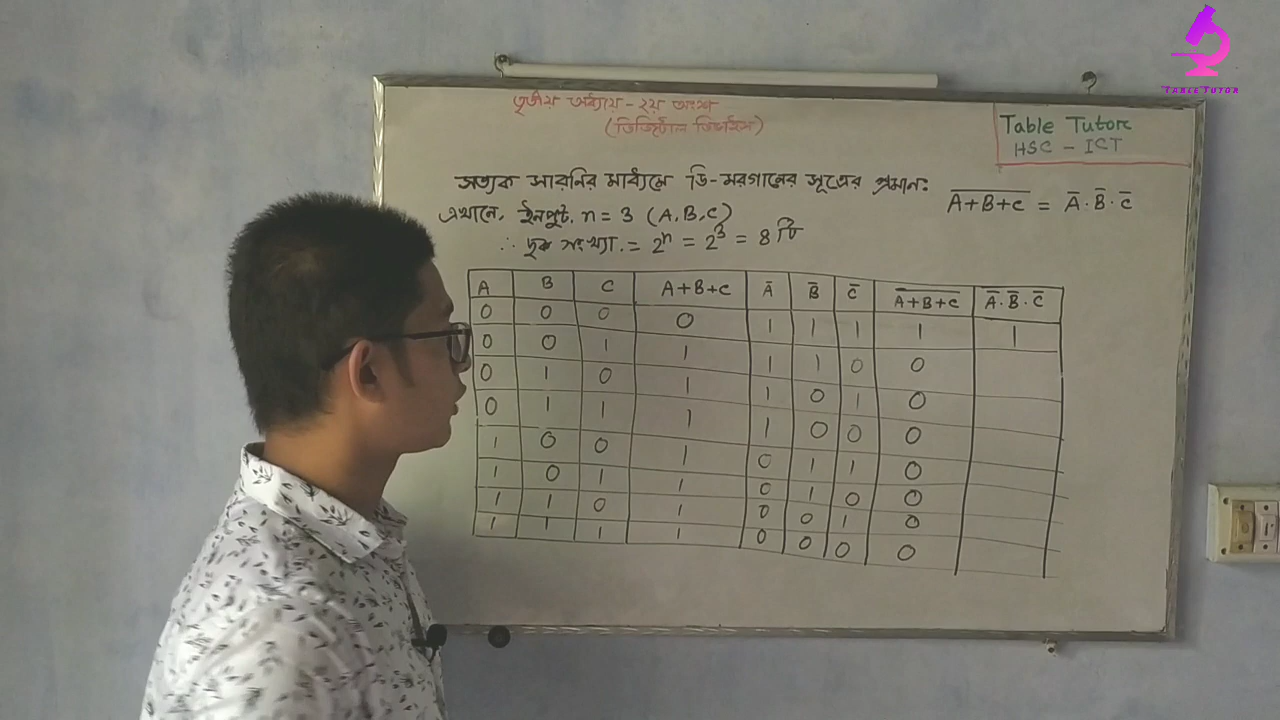 TABLETUTOR
তৃতীয় অধ্যায় - ২য় অংশ
(ডিজিটাল ডিভাইস)
Table Tutor
HSC - ICT
সত্যক সারনির মাধ্যমে ডি-মরগানের সূত্রের প্রমান: \overline{A+B+C} = A̅ . B̅ . C̅
এখানে, ইনপুট, n = 3 (A, B, C)
∴ সংখ্যা. = 2ⁿ = 2³ = 8 টি
A B C A+B+C A̅ B̅ C̅ \overline{A+B+C} A̅ . B̅ . C̅
0 0 0 0 1 1 1 1 1
0 0 1 1 1 1 0 0
0 1 0 1 1 0 1 0
0 1 1 1 1 0 0 0
1 0 0 1 0 1 1 0
1 0 1 1 0 1 0 0
1 1 0 1 0 0 1 0
1 1 1 1 0 0 0 0